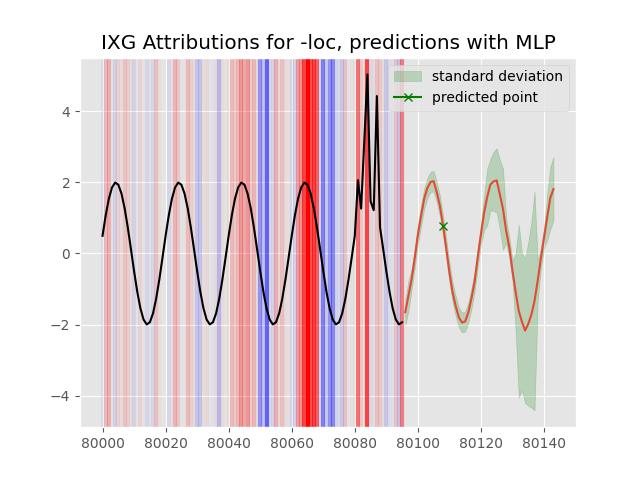 IXG Attributions for -loc, predictions with MLP
standard deviation
predicted point
4
2
0
−2
−4
80000 80020 80040 80060 80080 80100 80120 80140